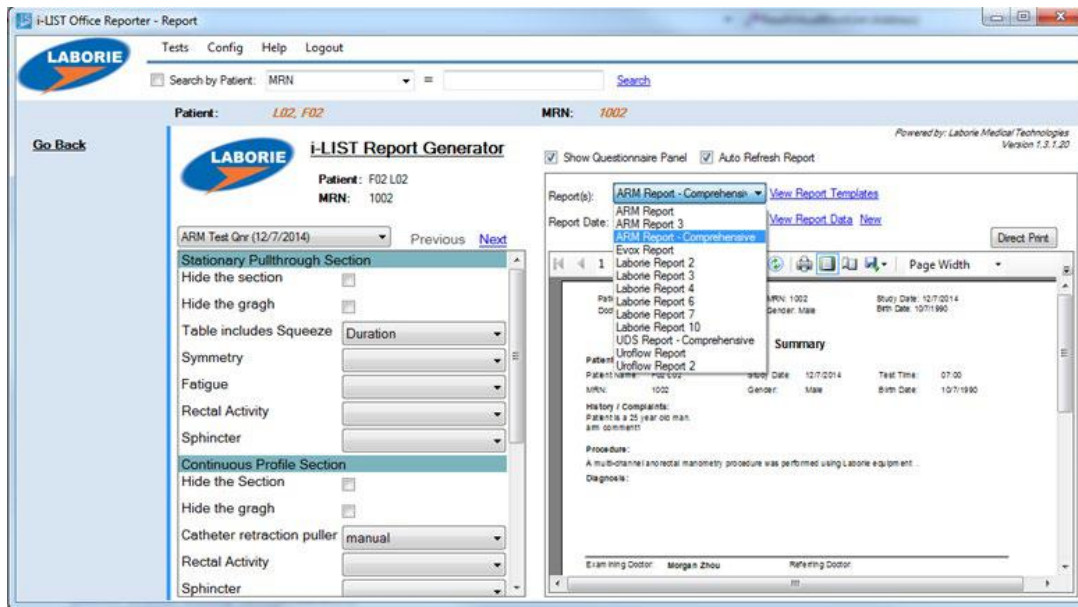 i-LIST Office Reporter - Report
LABORIE
Tests Config Help Logout
Search by Patient: MRN = Search
Patient: L02, F02 MRN: 1002
Go Back
LABORIE
i-LIST Report Generator
Patient: F02 L02
MRN: 1002
Powered by: Laborie Medical Technologies
Version 1.3.1.20
Show Questionnaire Panel Auto Refresh Report
Report(s): ARM Report - Comprehensiv View Report Templates
Report Date: View Report Data New
ARM Report
ARM Report 3
ARM Report - Comprehensive
Evox Report
Laborie Report 2
Laborie Report 3
Laborie Report 4
Laborie Report 6
Laborie Report 7
Laborie Report 10
UDS Report - Comprehensive
Uroflow Report
Uroflow Report 2
Direct Print
ARM Test Qnr (12/7/2014) Previous Next
Stationary Pullthrough Section
Hide the section
Hide the gragh
Table includes Squeeze Duration
Symmetry
Fatigue
Rectal Activity
Sphincter
Continuous Profile Section
Hide the Section
Hide the gragh
Catheter retraction puller manual
Rectal Activity
Sphincter
1 Page Width
MRN: 1002 Study Date: 12/7/2014
Gender: Male Birth Date: 10/7/1990
Summary
Patient Name: F02 L02 Study Date: 12/7/2014 Test Time: 07:00
MRN: 1002 Gender: Male Birth Date: 10/7/1990
History / Complaints:
Patient is a 25 year old man.
arm comment1
Procedure:
A multi-channel anorectal manometry procedure was performed using Laborie equipment .
Diagnosis:
Examining Doctor: Morgan Zhou Referring Doctor: